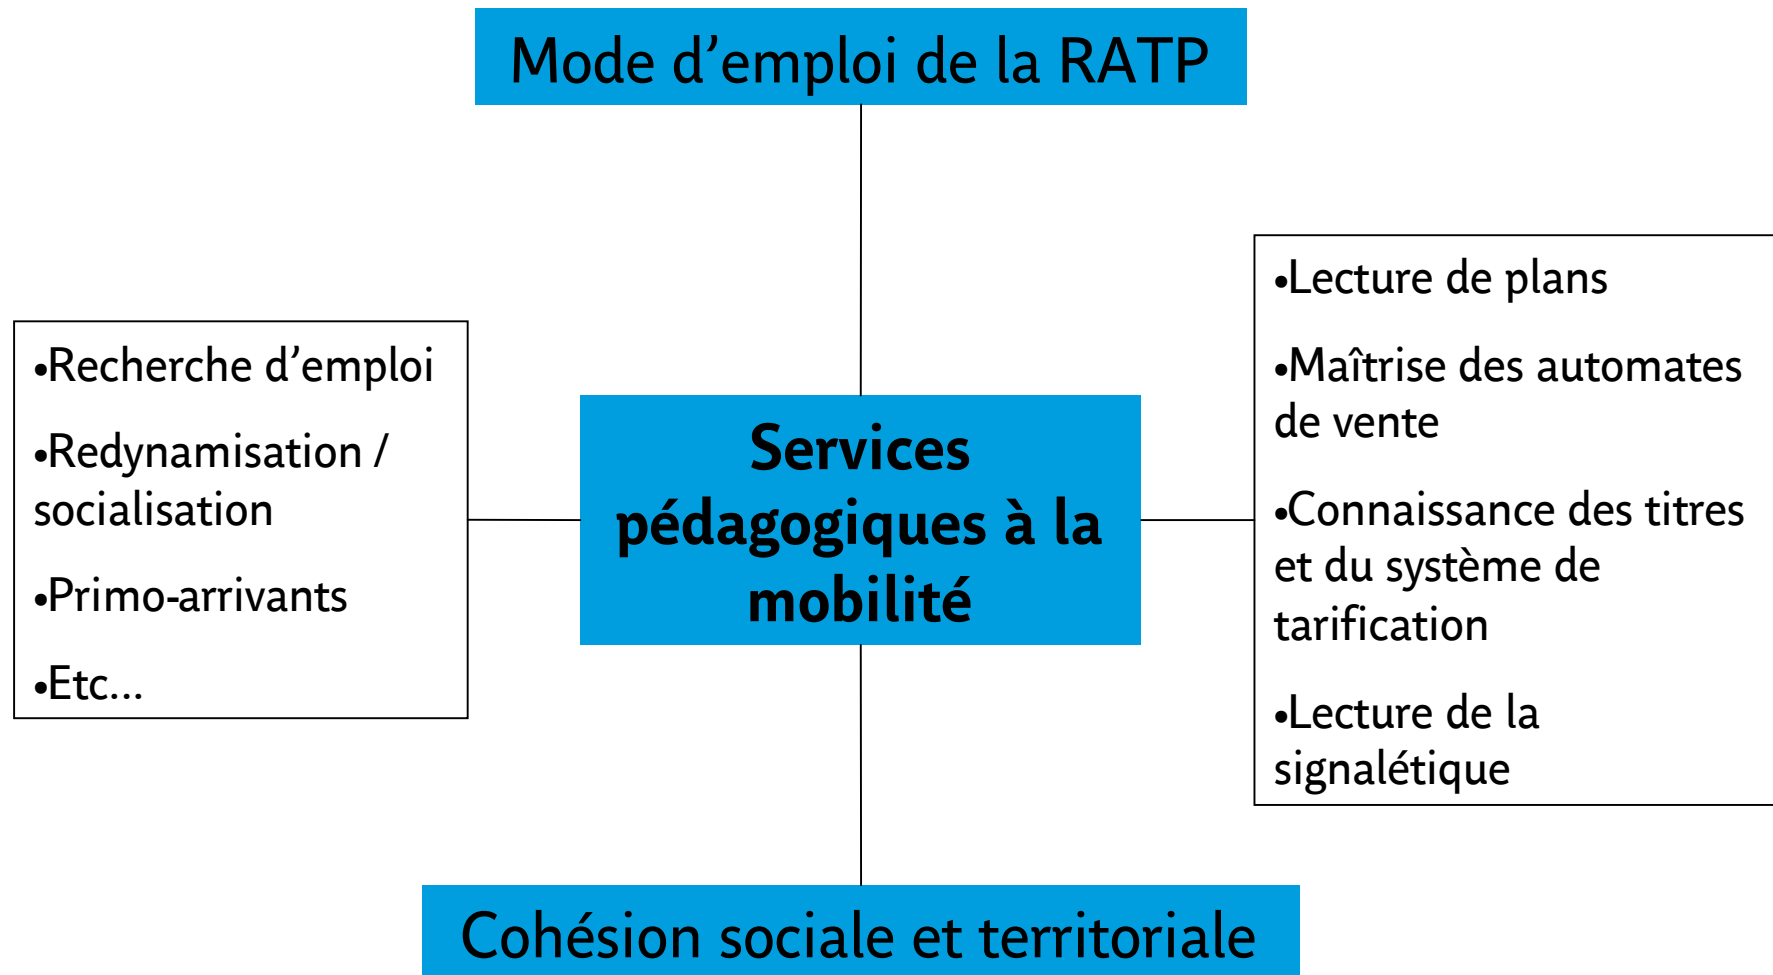 Mode d’emploi de la RATP
•Recherche d’emploi
•Redynamisation /
socialisation
•Primo-arrivants
•Etc...
Services
pédagogiques à la
mobilité
•Lecture de plans
•Maîtrise des automates
de vente
•Connaissance des titres
et du système de
tarification
•Lecture de la
signalétique
Cohésion sociale et territoriale